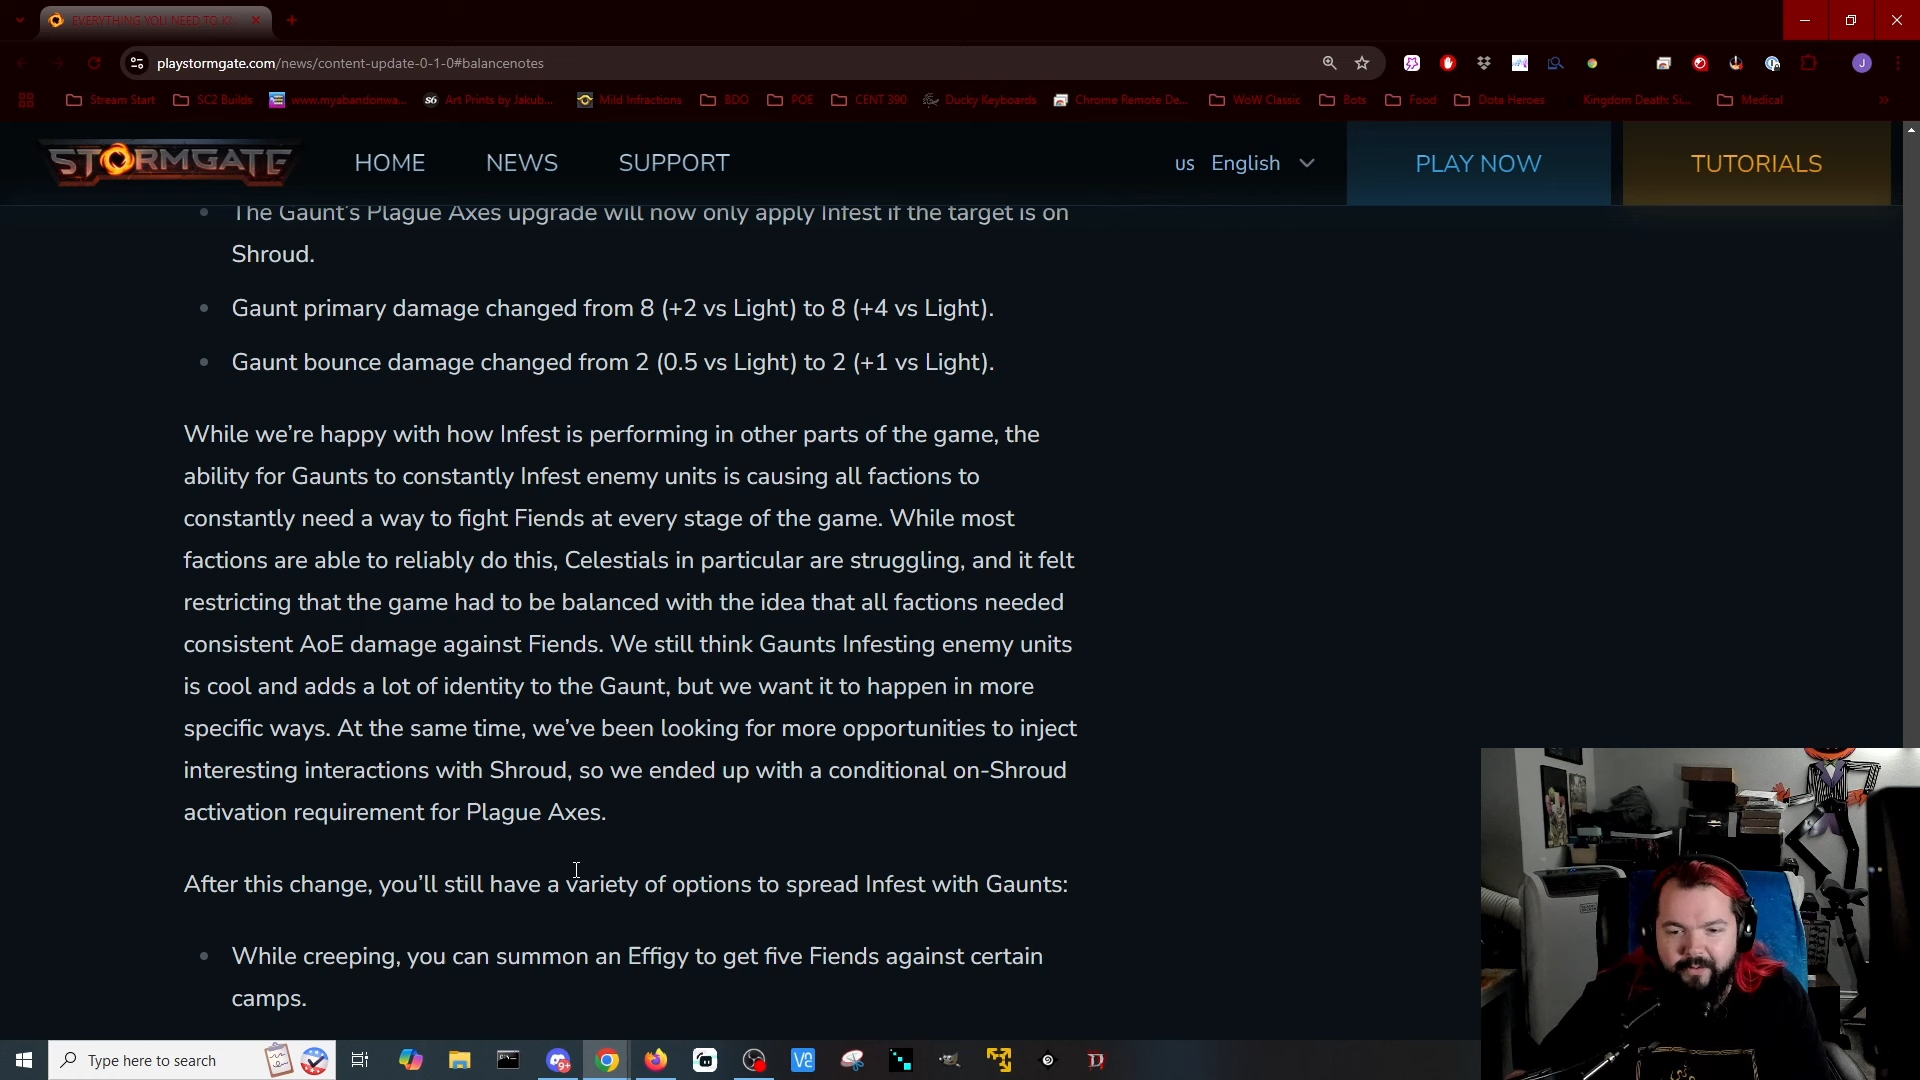 EVERYTHING YOU NEED TO K
playstormgate.com/news/content-update-0-1-0#balancenotes
Stream Start
SC2 Builds
www.myabandonwa...
Art Prints by Jakub...
Mild Infractions
BDO
POE
CENT 390
Ducky Keyboards
Chrome Remote De...
WoW Classic
Bots
Food
Dota Heroes
Kingdom Death: Si...
Medical
STORMGATE
HOME
NEWS
SUPPORT
us English
PLAY NOW
TUTORIALS
The Gaunt's Plague Axes upgrade will now only apply Infest if the target is on
Shroud.
Gaunt primary damage changed from 8 (+2 vs Light) to 8 (+4 vs Light).
Gaunt bounce damage changed from 2 (0.5 vs Light) to 2 (+1 vs Light).
While we're happy with how Infest is performing in other parts of the game, the
ability for Gaunts to constantly Infest enemy units is causing all factions to
constantly need a way to fight Fiends at every stage of the game. While most
factions are able to reliably do this, Celestials in particular are struggling, and it felt
restricting that the game had to be balanced with the idea that all factions needed
consistent AoE damage against Fiends. We still think Gaunts Infesting enemy units
is cool and adds a lot of identity to the Gaunt, but we want it to happen in more
specific ways. At the same time, we've been looking for more opportunities to inject
interesting interactions with Shroud, so we ended up with a conditional on-Shroud
activation requirement for Plague Axes.
After this change, you'll still have a variety of options to spread Infest with Gaunts:
While creeping, you can summon an Effigy to get five Fiends against certain
camps.
Type here to search